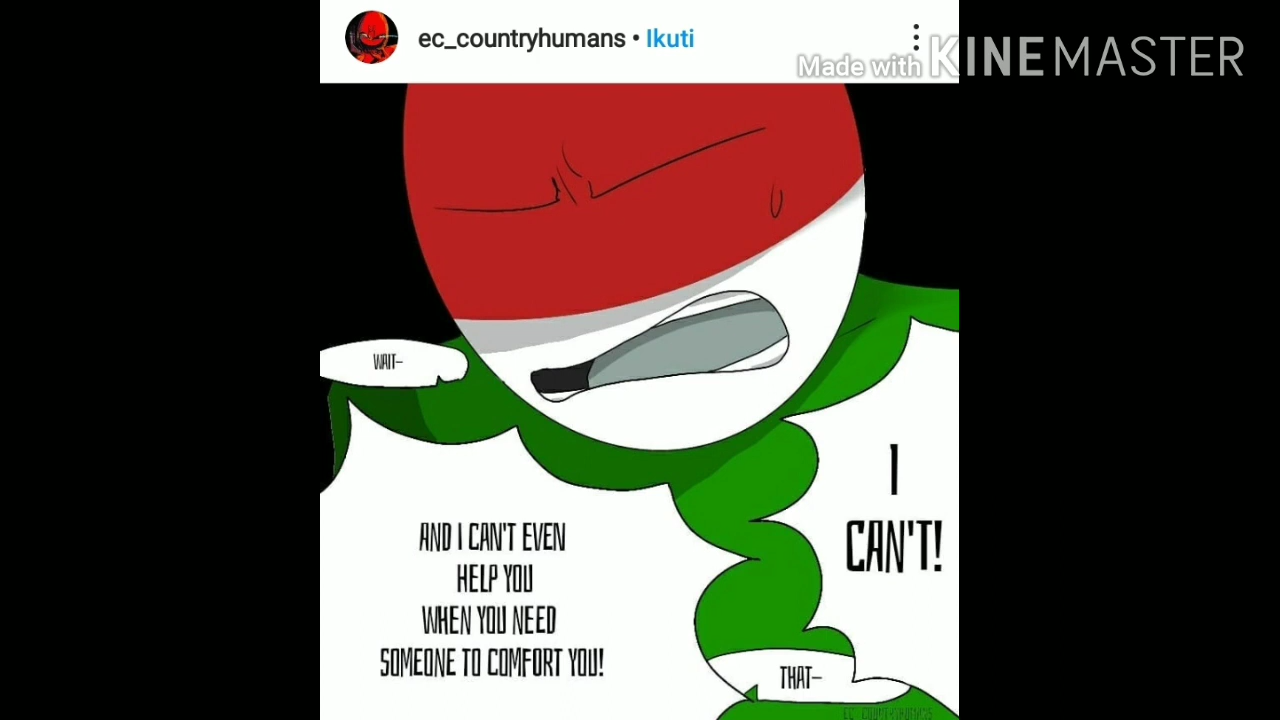 ec_countryhumans • Ikuti
Made with KINEMASTER
WAIT-
AND I CAN'T EVEN
HELP YOU
WHEN YOU NEED
SOMEONE TO COMFORT YOU!
I
CAN'T!
THAT-
EC_COUNTRYHUMANS